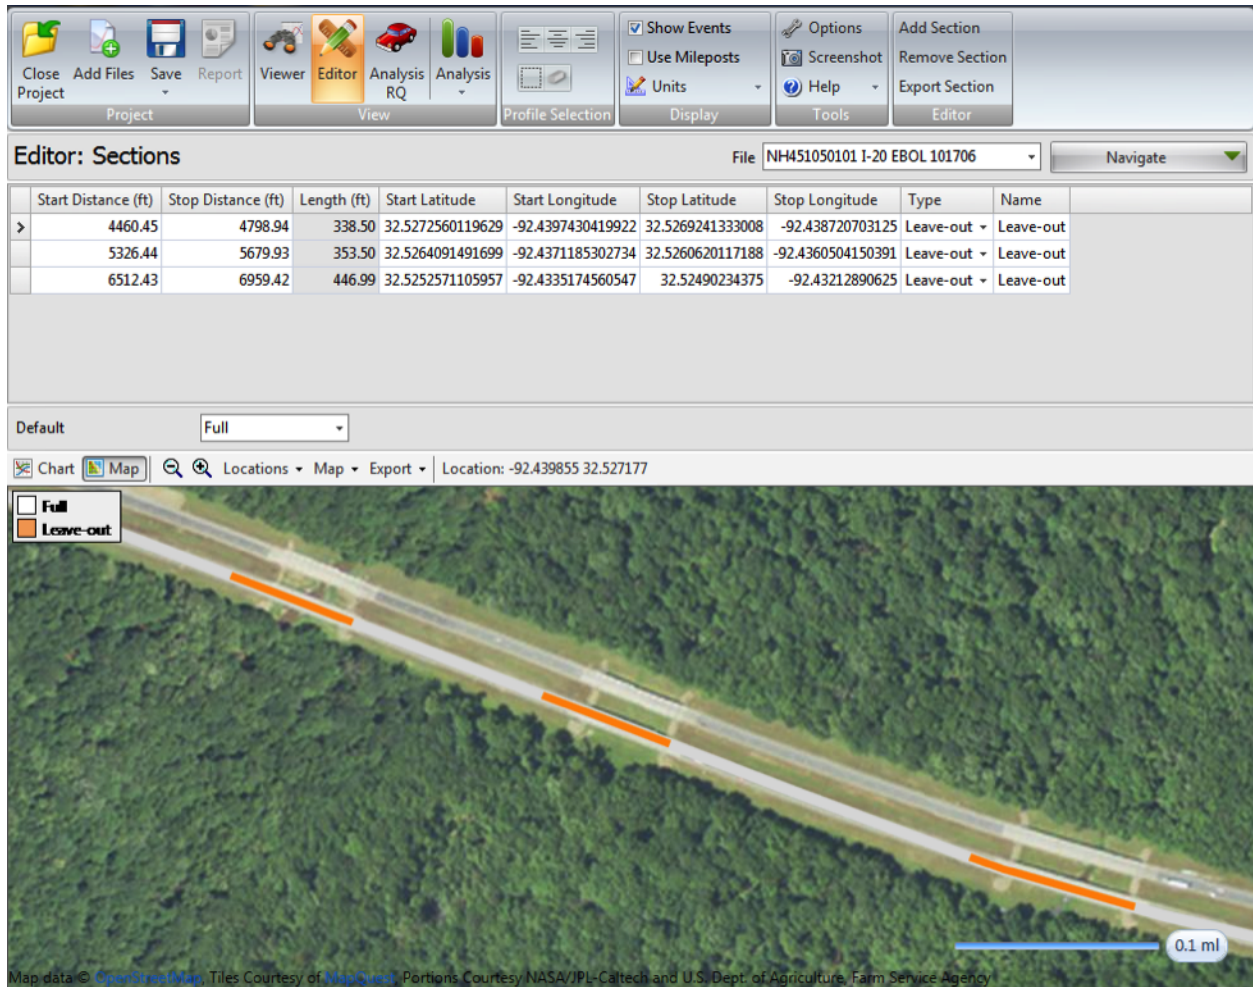 Close Project
Add Files
Save
Report
Project
Viewer
Editor
Analysis RQ
Analysis
View
Profile Selection
Show Events
Use Mileposts
Units
Display
Options
Screenshot
Help
Tools
Add Section
Remove Section
Export Section
Editor
Editor: Sections
File NH451050101 I-20 EBOL 101706
Navigate
Start Distance (ft) Stop Distance (ft) Length (ft) Start Latitude Start Longitude Stop Latitude Stop Longitude Type Name
4460.45 4798.94 338.50 32.5272560119629 -92.4397430419922 32.5269241333008 -92.438720703125 Leave-out Leave-out
5326.44 5679.93 353.50 32.5264091491699 -92.4371185302734 32.5260620117188 -92.4360504150391 Leave-out Leave-out
6512.43 6959.42 446.99 32.5252571105957 -92.4335174560547 32.52490234375 -92.43212890625 Leave-out Leave-out
Default Full
Chart Map Locations Map Export Location: -92.439855 32.527177
Full
Leave-out
0.1 ml
Map data © OpenStreetMap, Tiles Courtesy of MapQuest, Portions Courtesy NASA/JPL-Caltech and U.S. Dept. of Agriculture, Farm Service Agency